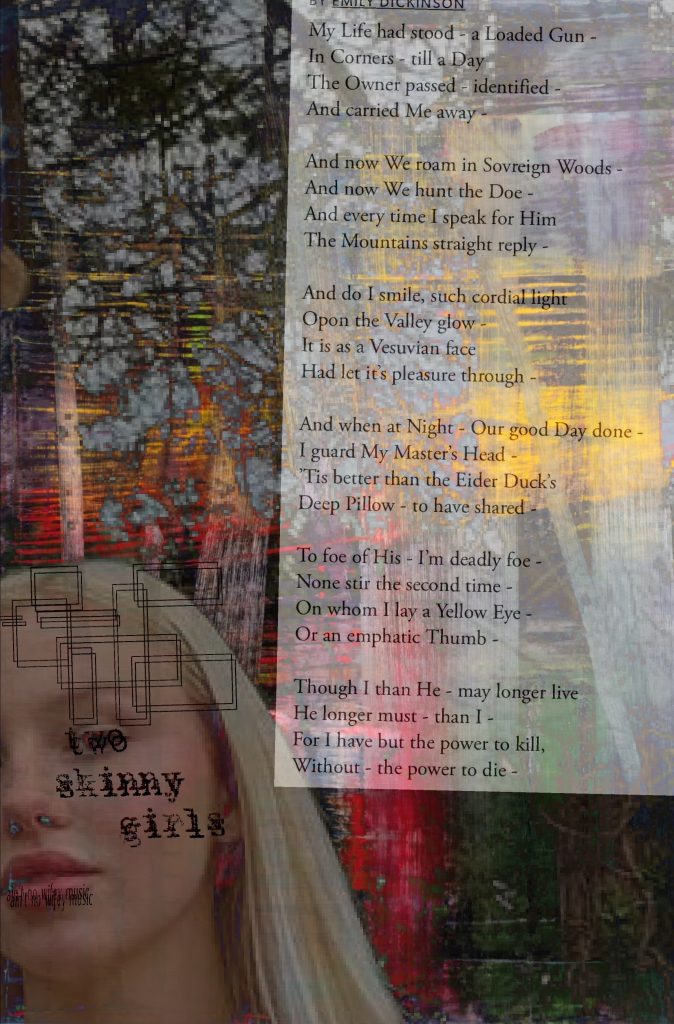 BY EMILY DICKINSON
My Life had stood - a Loaded Gun -
In Corners - till a Day
The Owner passed - identified -
And carried Me away -
And now We roam in Sovreign Woods -
And now We hunt the Doe -
And every time I speak for Him
The Mountains straight reply -
And do I smile, such cordial light
Opon the Valley glow -
It is as a Vesuvian face
Had let it's pleasure through -
And when at Night - Our good Day done -
I guard My Master's Head -
'Tis better than the Eider Duck's
Deep Pillow - to have shared -
To foe of His - I'm deadly foe -
None stir the second time -
On whom I lay a Yellow Eye -
Or an emphatic Thumb -
Though I than He - may longer live
He longer must - than I -
For I have but the power to kill,
Without - the power to die -
two
skinny
girls
music